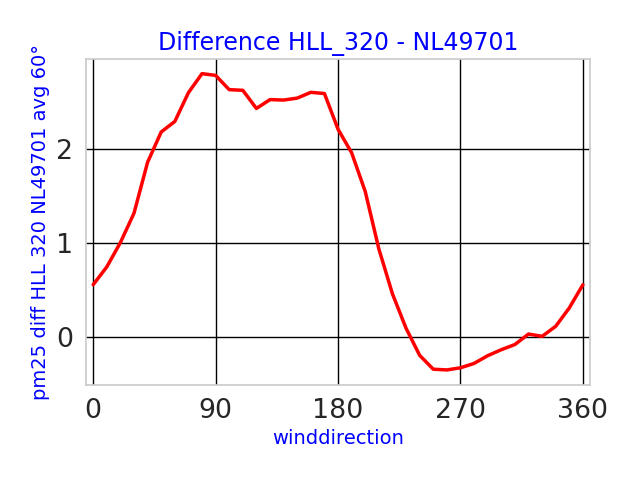 Difference HLL_320 - NL49701
pm25 diff HLL 320 NL49701 avg 60°
2
1
0
0 90 180 270 360
winddirection